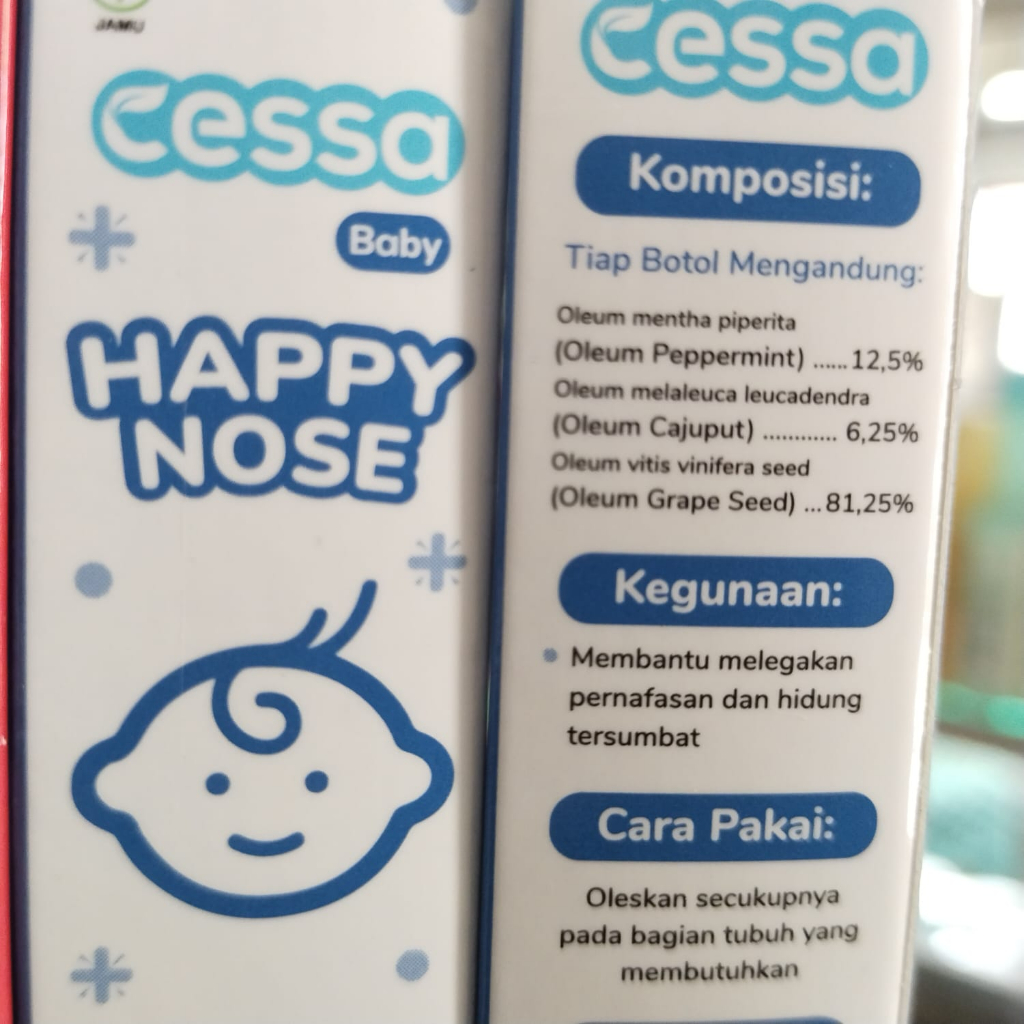 JAMU
cessa
Baby
HAPPY
NOSE
cessa
Komposisi:
Tiap Botol Mengandung:
Oleum mentha piperita
(Oleum Peppermint) ......12,5%
Oleum melaleuca leucadendra
(Oleum Cajuput) ............ 6,25%
Oleum vitis vinifera seed
(Oleum Grape Seed) ...81,25%
Kegunaan:
Membantu melegakan
pernafasan dan hidung
tersumbat
Cara Pakai:
Oleskan secukupnya
pada bagian tubuh yang
membutuhkan